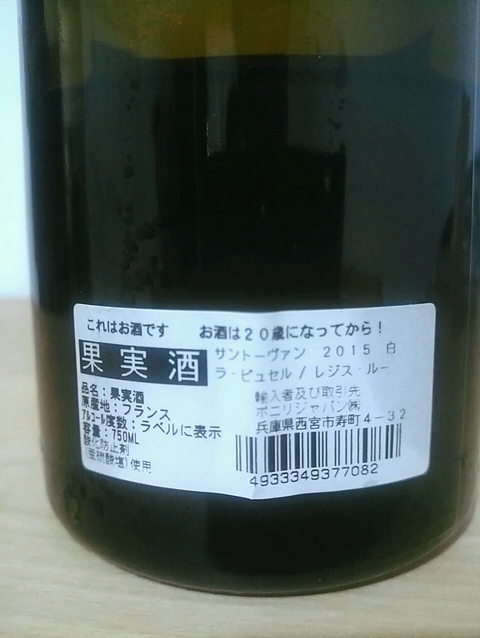 これはお酒です　　お酒は２０歳になってから！
果実酒
サントーヴァン　２０１５　白
ラ・ピュセル / レジス・ルー
品名：果実酒
原産地：フランス
アルコール度数：ラベルに表示
容量：750ML
酸化防止剤
(亜硫酸塩)使用
輸入者及び取引先
ボニリジャパン㈱
兵庫県西宮市寿町４－３２
4933349377082